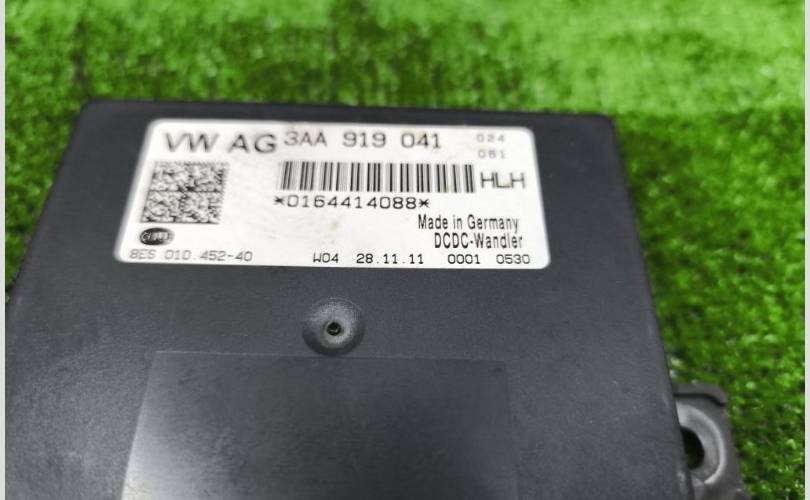 VW AG 3AA 919 041 024
081
HLH
*0164414088*
Made in Germany
DCDC-Wandler
8ES 010.452-40 W04 28.11.11 0001 0530